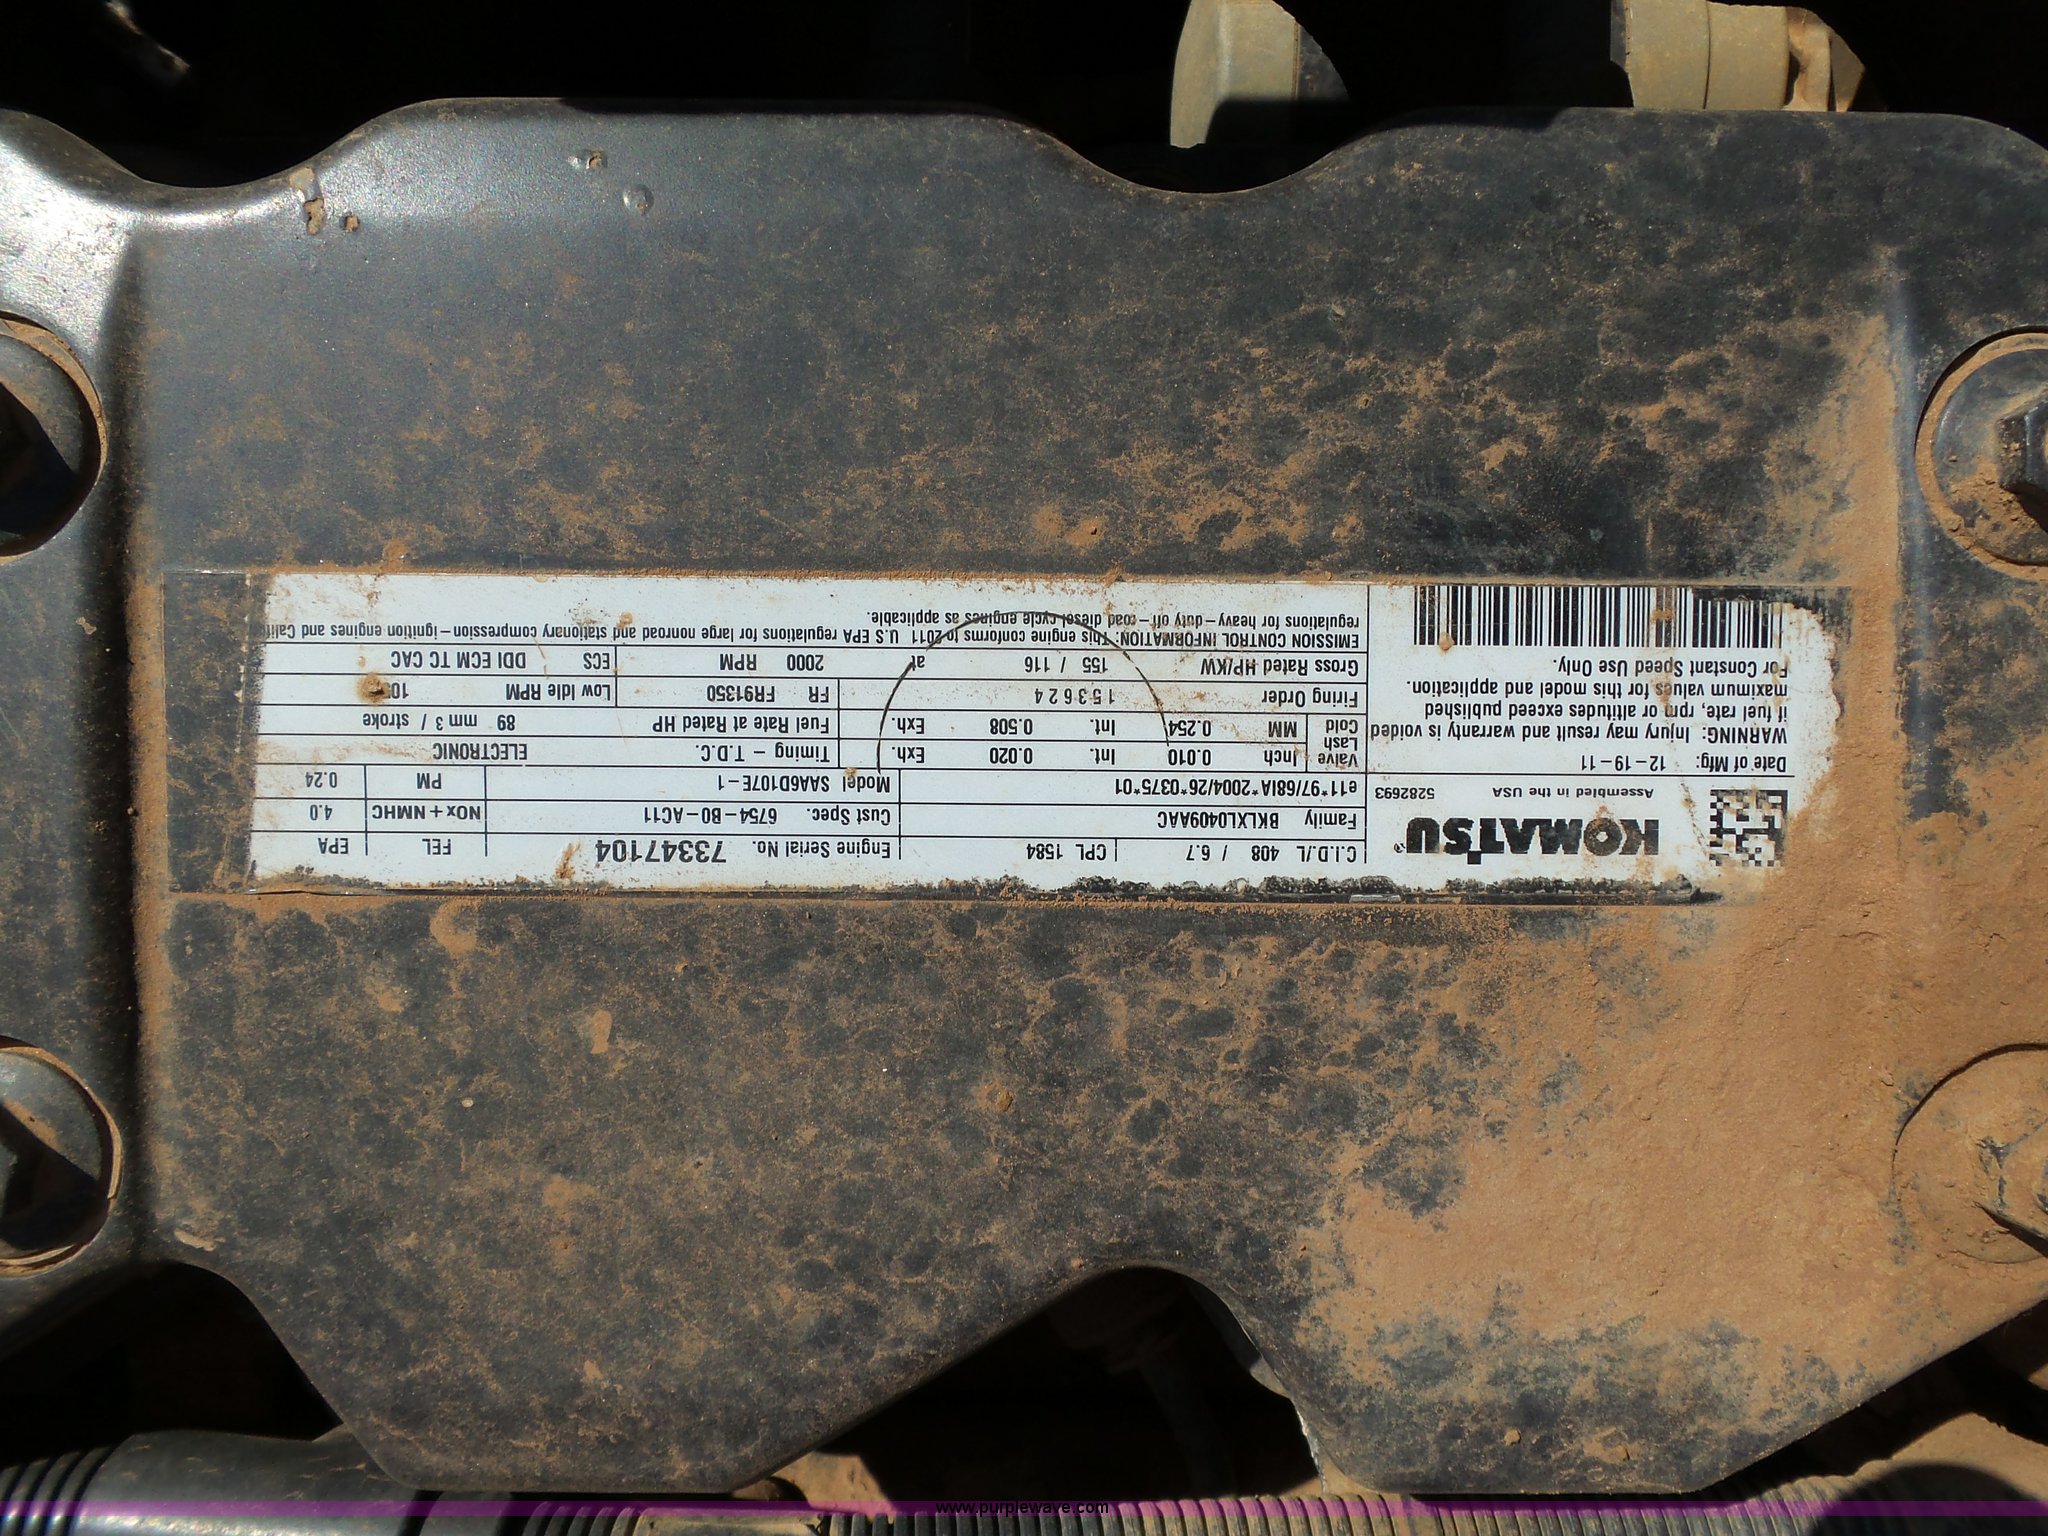 KOMATSU
Assembled in the USA 5282693
Date of Mfg: 12-19-11
WARNING: Injury may result and warranty is voided
if fuel rate, rpm or altitudes exceed published
maximum values for this model and application.
For Constant Speed Use Only.
C.I.D./L 408 / 6.7 CPL 1584 Engine Serial No. 73347104 FEL EPA
Family BKLXL0409AAC Cust Spec. 6754-B0-AC11 NOx+NMHC 4.0
e11*97/68IA*2004/26*0375*01 Model SAA6D107E-1 PM 0.24
Valve Lash Cold Inch 0.010 Int. 0.020 Exh. Timing - T.D.C. ELECTRONIC
MM 0.254 Int. 0.508 Exh. Fuel Rate at Rated HP 89 mm 3 / stroke
Firing Order 1 5 3 6 2 4 FR FR91350 Low Idle RPM
Gross Rated HP/KW 155 / 116 at 2000 RPM ECS DDI ECM TC CAC
EMISSION CONTROL INFORMATION: This engine conforms to 2011 U.S EPA regulations for large nonroad and stationary compression-ignition engines and
regulations for heavy-duty off-road diesel cycle engines as applicable.
www.purplewave.com